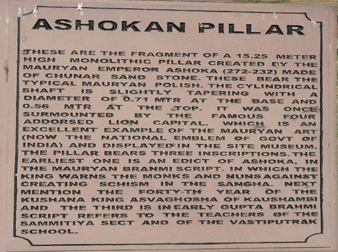 ASHOKAN PILLAR
THESE ARE THE FRAGMENT OF A 15.25 METER
HIGH MONOLITHIC PILLAR CREATED BY THE
MAURYAN EMPEROR ASHOKA (272-232) MADE
OF CHUNAR SAND STONE. THESE BEAR THE
TYPICAL MAURYAN POLISH. THE CYLINDRICAL
SHAFT IS SLIGHTLY TAPERING WITH A
DIAMETER OF 0.71 MTR AT THE BASE AND
0.56 MTR AT THE TOP. IT WAS ONCE
SURMOUNTED BY THE FAMOUS FOUR
ADDORSED LION CAPITAL. WHICH IS AN
EXCELLENT EXAMPLE OF THE MAURYAN ART
(NOW THE NATIONAL EMBLEM OF GOVT OF
INDIA) AND DISPLAYED IN THE SITE MUSEUM.
THE PILLAR BEARS THREE INSCRIPTIONS. THE
EARLIEST ONE IS AN EDICT OF ASHOKA IN
THE MAURYAN BRAHMI SCRIPT. IN WHICH THE
KING WARNS THE MONKS AND NUNS AGAINST
CREATING SCHISM IN THE SANGHA. NEXT
MENTION THE FORTY-TH YEAR OF THE
KUSHANA KING ASVAGHOSHA OF KAUSHAMBI
AND THE THIRD IN EARLY GUPTA BRAHMI
SCRIPT REFERS TO THE TEACHERS OF THE
SAMMITIYA SECT AND OF THE VASTIPUTRAK
SCHOOL.